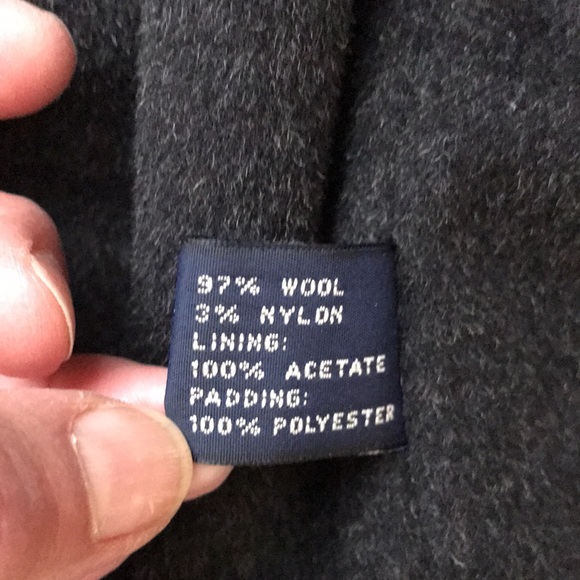 97% WOOL
3% NYLON
LINING:
100% ACETATE
PADDING:
100% POLYESTER